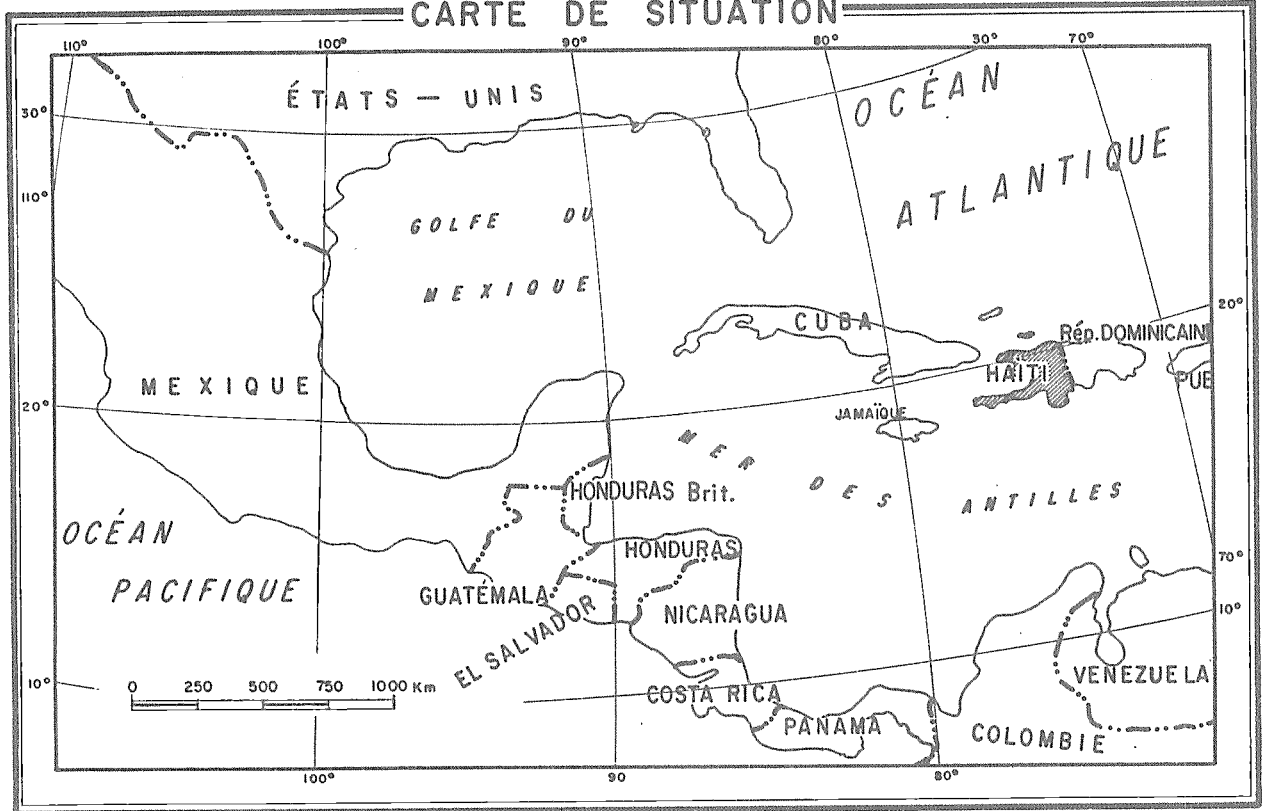 CARTE DE SITUATION
110° 100° 90° 80° 30° 70°
ÉTATS — UNIS
OCÉAN
30°
ATLANTIQUE
110°
GOLFE DU
MEXIQUE
20°
CUBA
Rép. DOMINICAIN
HAÏTI
PUE
MEXIQUE
20°
JAMAÏQUE
MER DES ANTILLES
HONDURAS Brit.
OCÉAN
HONDURAS
PACIFIQUE
70°
GUATÉMALA
10°
NICARAGUA
EL SALVADOR
VENEZUELA
10°
0 250 500 750 1000 Km
COSTA RICA
PANAMA
COLOMBIE
100° 90 80°